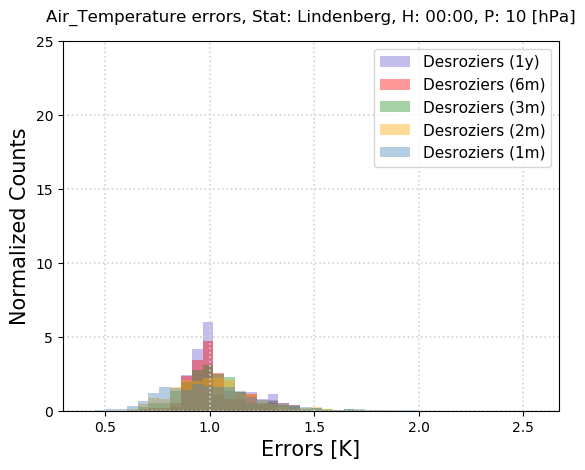 Air_Temperature errors, Stat: Lindenberg, H: 00:00, P: 10 [hPa]
Desroziers (1y)
Desroziers (6m)
Desroziers (3m)
Desroziers (2m)
Desroziers (1m)
Normalized Counts
25
20
15
10
5
0
0.5 1.0 1.5 2.0 2.5
Errors [K]